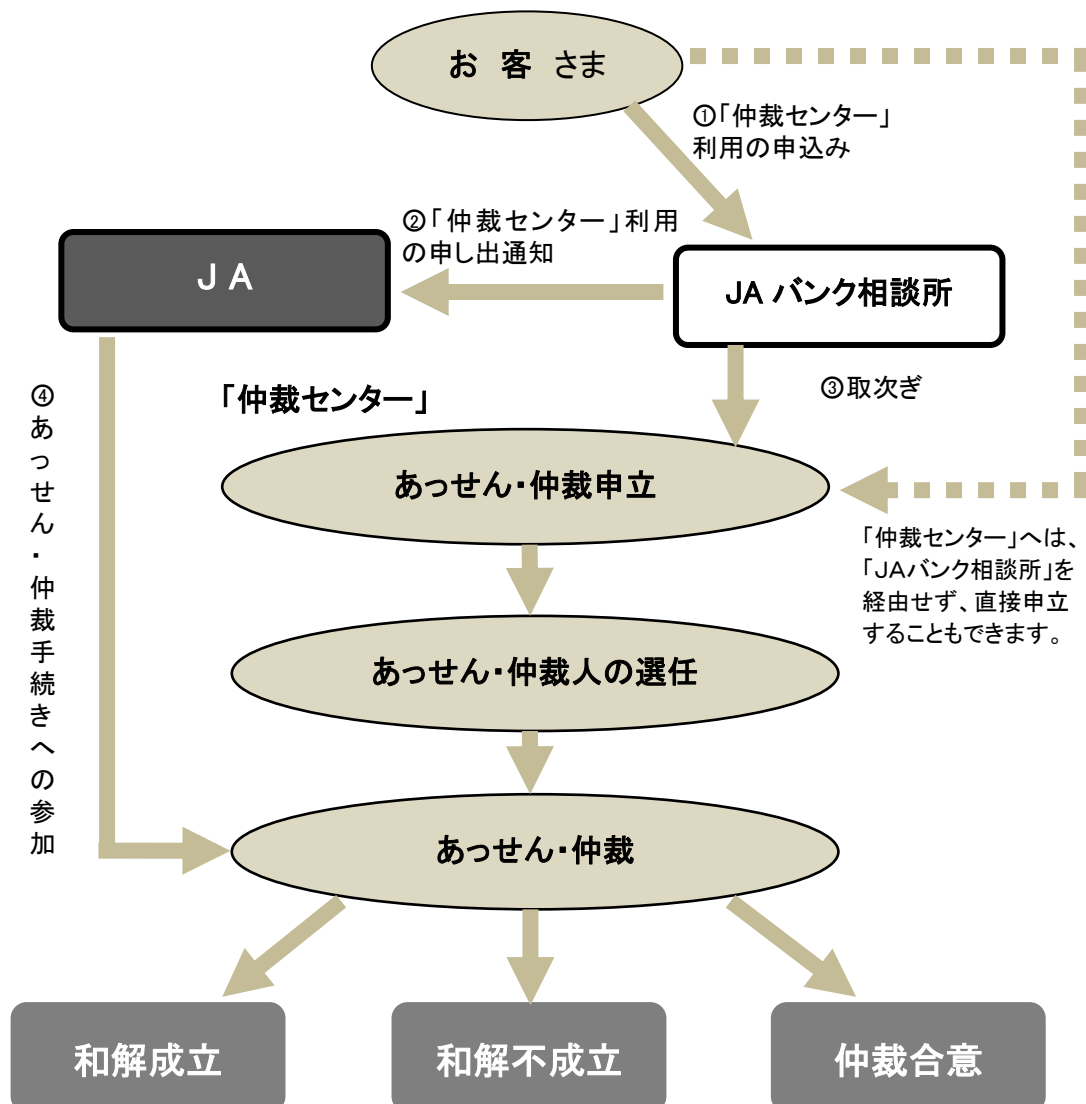 お 客 さま
①「仲裁センター」
利用の申込み
②「仲裁センター」利用
の申し出通知
ＪＡ
JA バンク相談所
③取次ぎ
「仲裁センター」
④あっせん・仲裁手続きへの参加
あっせん・仲裁申立
「仲裁センター」へは、
「JAバンク相談所」を
経由せず、直接申立
することもできます。
あっせん・仲裁人の選任
あっせん・仲裁
和解成立
和解不成立
仲裁合意